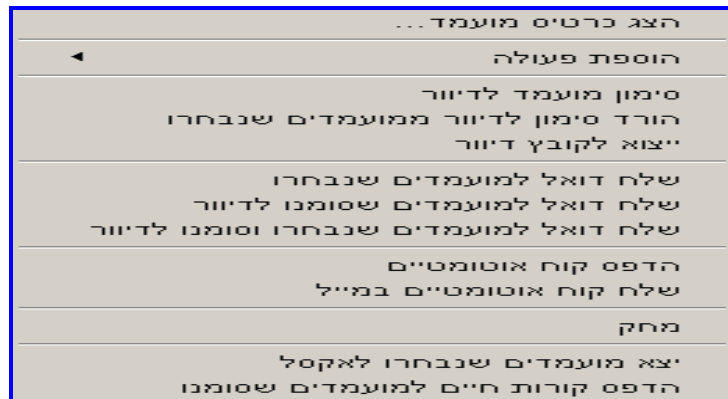 הצג כרטיס מועמד...
הוספת פעולה
סימון מועמד לדיוור
הורד סימון לדיוור ממועמדים שנבחרו
ייצוא לקובץ דיוור
שלח דואל למועמדים שנבחרו
שלח דואל למועמדים שסומנו לדיוור
שלח דואל למועמדים שנבחרו וסומנו לדיוור
הדפס קוח אוטומטיים
שלח קוח אוטומטיים במייל
מחק
יצא מועמדים שנבחרו לאקסל
הדפס קורות חיים למועמדים שסומנו